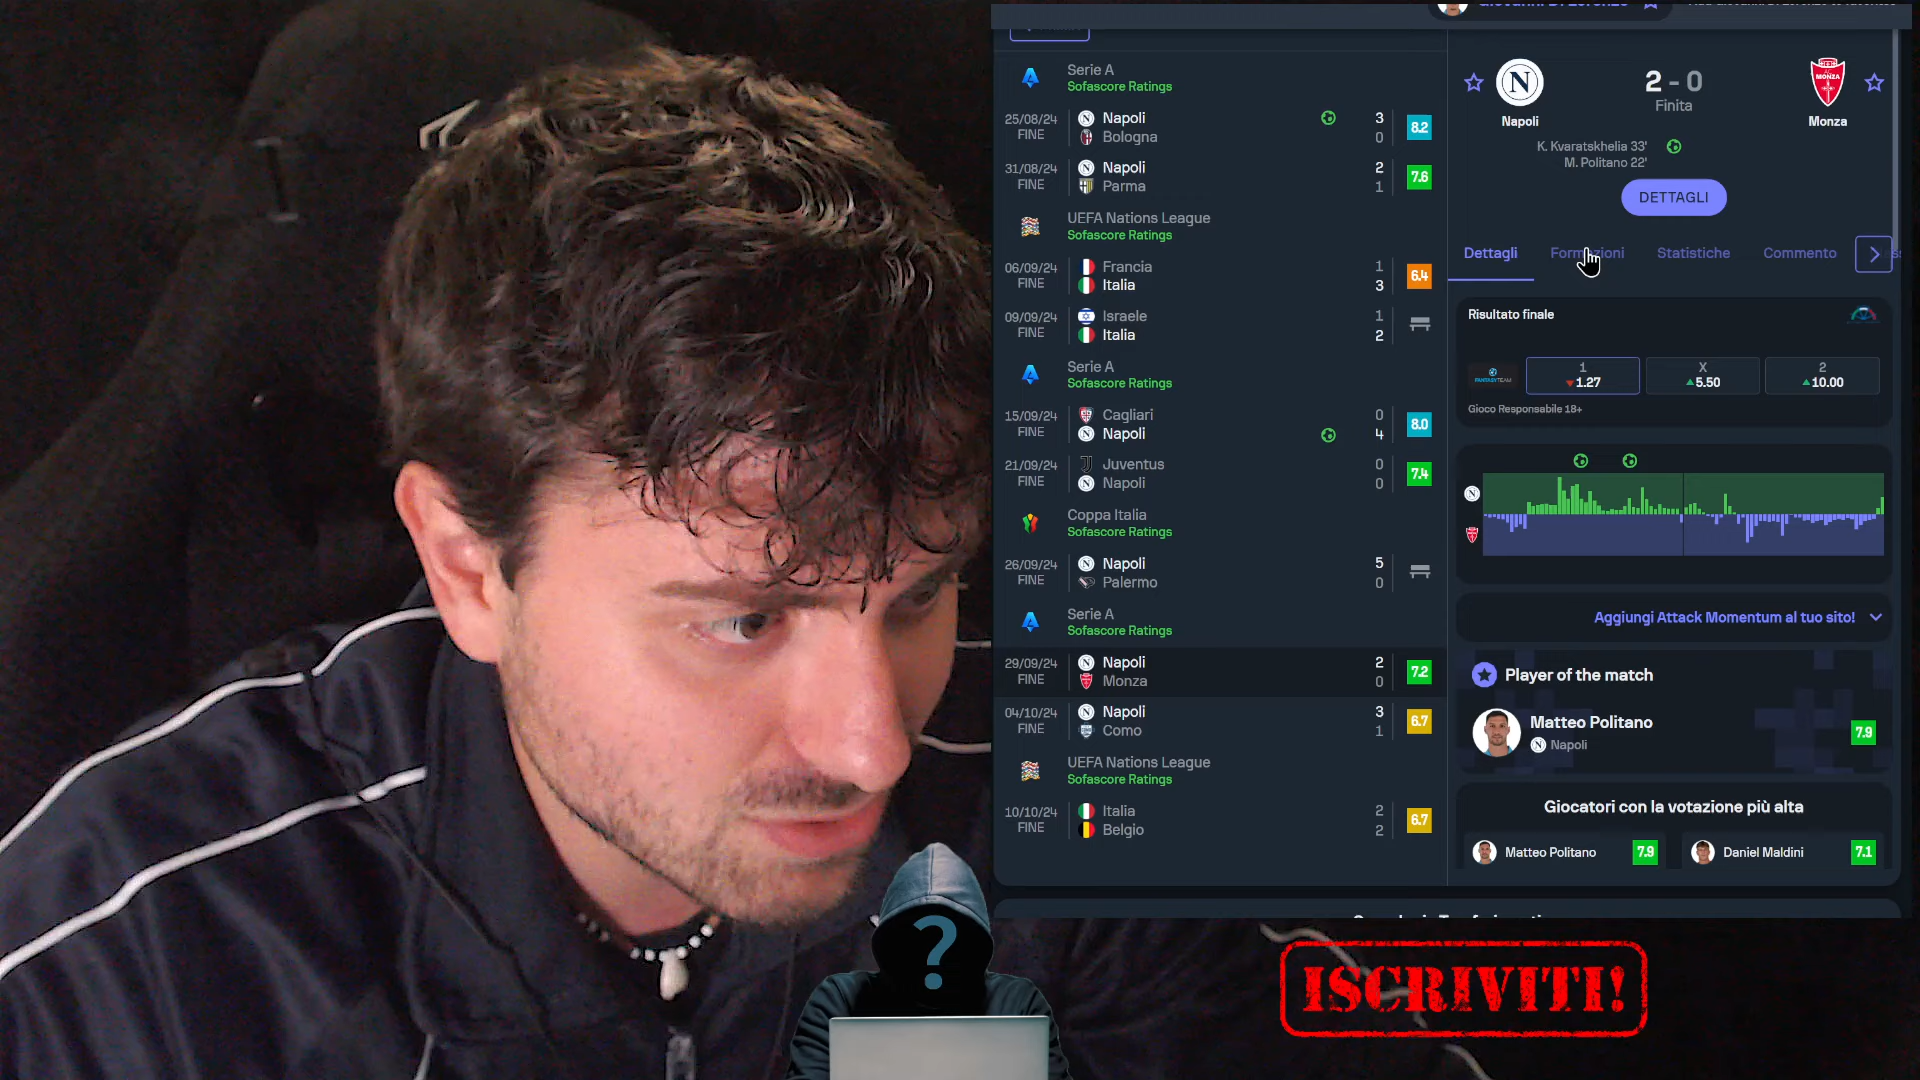 Serie A
Sofascore Ratings
25/08/24 Napoli 3
FINE Bologna 0
8.2
31/08/24 Napoli 2
FINE Parma 1
7.6
UEFA Nations League
Sofascore Ratings
06/09/24 Francia 1
FINE Italia 3
6.4
09/09/24 Israele 1
FINE Italia 2
Serie A
Sofascore Ratings
15/09/24 Cagliari 0
FINE Napoli 4
8.0
21/09/24 Juventus 0
FINE Napoli 0
7.4
Coppa Italia
Sofascore Ratings
26/09/24 Napoli 5
FINE Palermo 0
Serie A
Sofascore Ratings
29/09/24 Napoli 2
FINE Monza 0
7.2
04/10/24 Napoli 3
FINE Como 1
6.7
UEFA Nations League
Sofascore Ratings
10/10/24 Italia 2
FINE Belgio 2
6.7
N
MONZA
2 - 0
Finita
Napoli
Monza
K. Kvaratskhelia 33'
M. Politano 22'
DETTAGLI
Dettagli Formazioni Statistiche Commento
Risultato finale
1 X 2
1.27 5.50 10.00
FANTASYTEAM
Gioco Responsabile 18+
Aggiungi Attack Momentum al tuo sito!
Player of the match
Matteo Politano
Napoli
7.9
Giocatori con la votazione più alta
Matteo Politano 7.9 Daniel Maldini 7.1
?
ISCRIVITI!